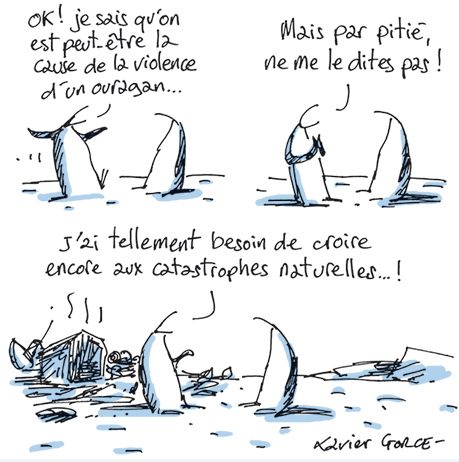 OK! je sais qu'on
est peut-être la
cause de la violence
d'un ouragan...
Mais par pitié,
ne me le dites pas !
J'ai tellement besoin de croire
encore aux catastrophes naturelles...!
Xavier GORCE-